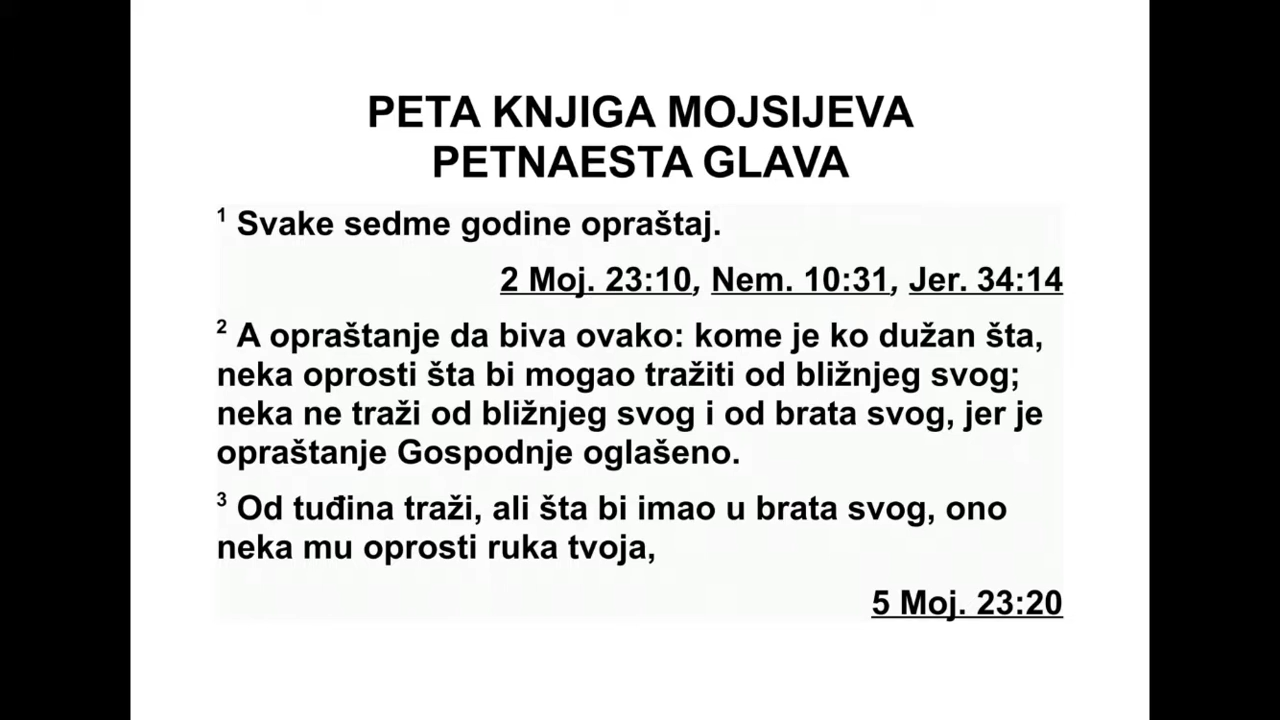 PETA KNJIGA MOJSIJEVA
PETNAESTA GLAVA
1 Svake sedme godine opraštaj.
2 Moj. 23:10, Nem. 10:31, Jer. 34:14
2 A opraštanje da biva ovako: kome je ko dužan šta,
neka oprosti šta bi mogao tražiti od bližnjeg svog;
neka ne traži od bližnjeg svog i od brata svog, jer je
opraštanje Gospodnje oglašeno.
3 Od tuđina traži, ali šta bi imao u brata svog, ono
neka mu oprosti ruka tvoja,
5 Moj. 23:20